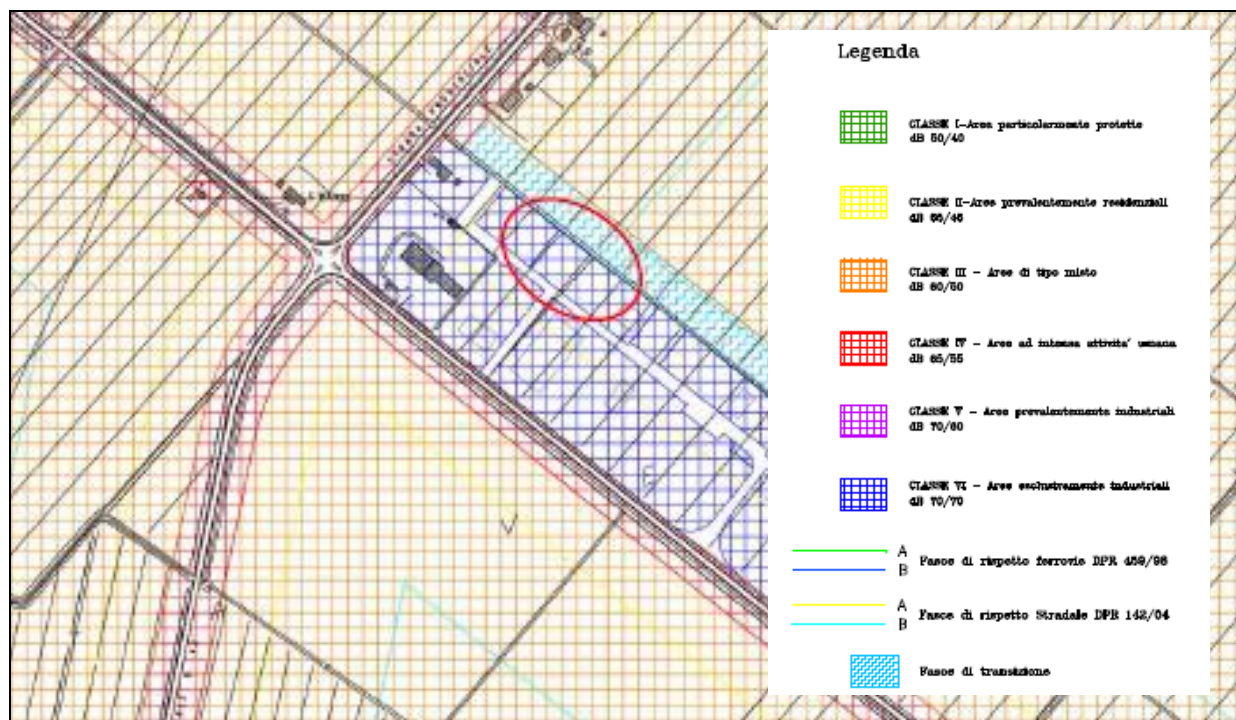 Legenda
CLASSE I-Aree particolarmente protette
dB 50/40
CLASSE II-Aree prevalentemente residenziali
dB 55/45
CLASSE III - Aree di tipo misto
dB 60/50
CLASSE IV - Aree ad intensa attivita' umana
dB 65/55
CLASSE V - Aree prevalentemente industriali
dB 70/60
CLASSE VI - Aree esclusivamente industriali
dB 70/70
A
B
Fasce di rispetto ferrovie DPR 459/98
A
B
Fasce di rispetto Stradale DPR 142/04
Fasce di transizione